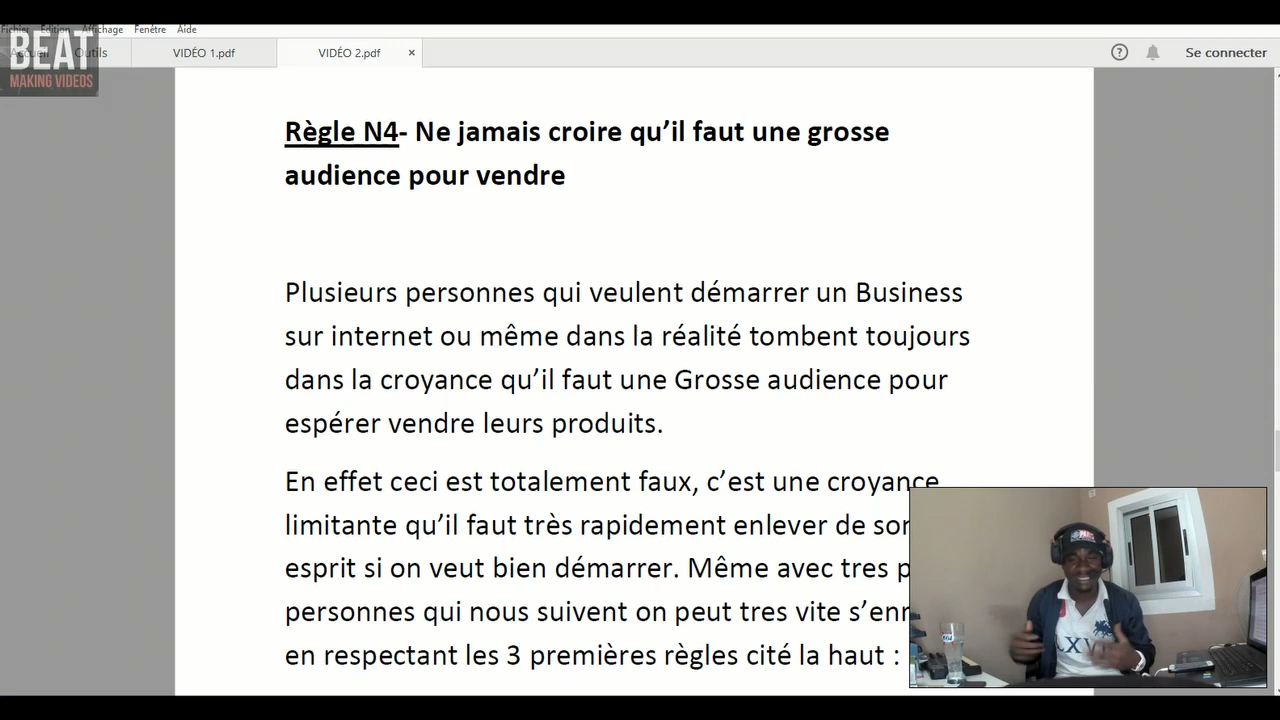 Fichier Edition Affichage Fenêtre Aide
BEAT
MAKING VIDEOS
Accueil Outils VIDÉO 1.pdf VIDÉO 2.pdf × ? Se connecter
Règle N4- Ne jamais croire qu’il faut une grosse
audience pour vendre
Plusieurs personnes qui veulent démarrer un Business
sur internet ou même dans la réalité tombent toujours
dans la croyance qu’il faut une Grosse audience pour
espérer vendre leurs produits.
En effet ceci est totalement faux, c’est une croyance
limitante qu’il faut très rapidement enlever de son
esprit si on veut bien démarrer. Même avec tres
personnes qui nous suivent on peut tres vite
en respectant les 3 premières règles cité la haut :